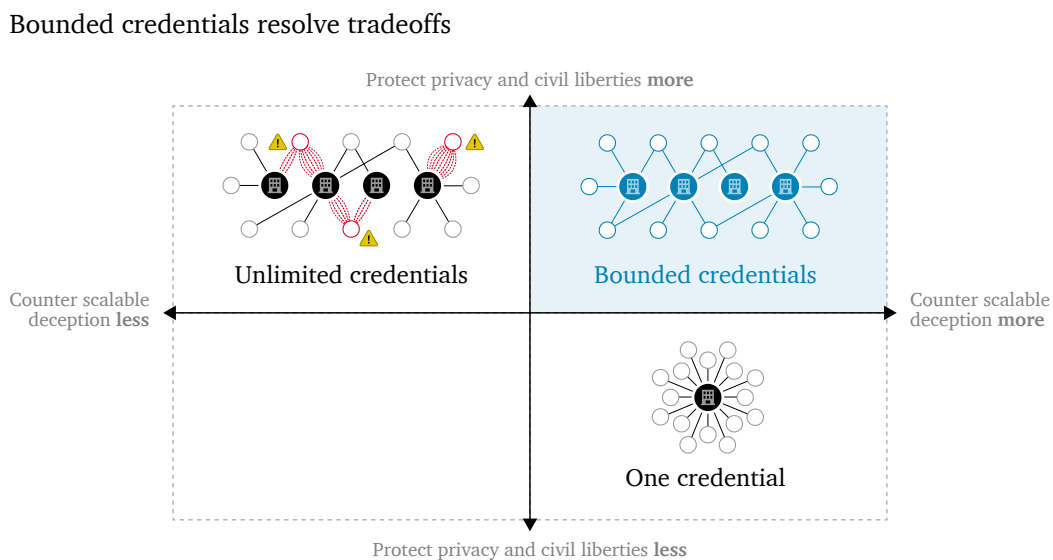 Bounded credentials resolve tradeoffs
Protect privacy and civil liberties more
Unlimited credentials
Bounded credentials
Counter scalable
deception less
Counter scalable
deception more
One credential
Protect privacy and civil liberties less